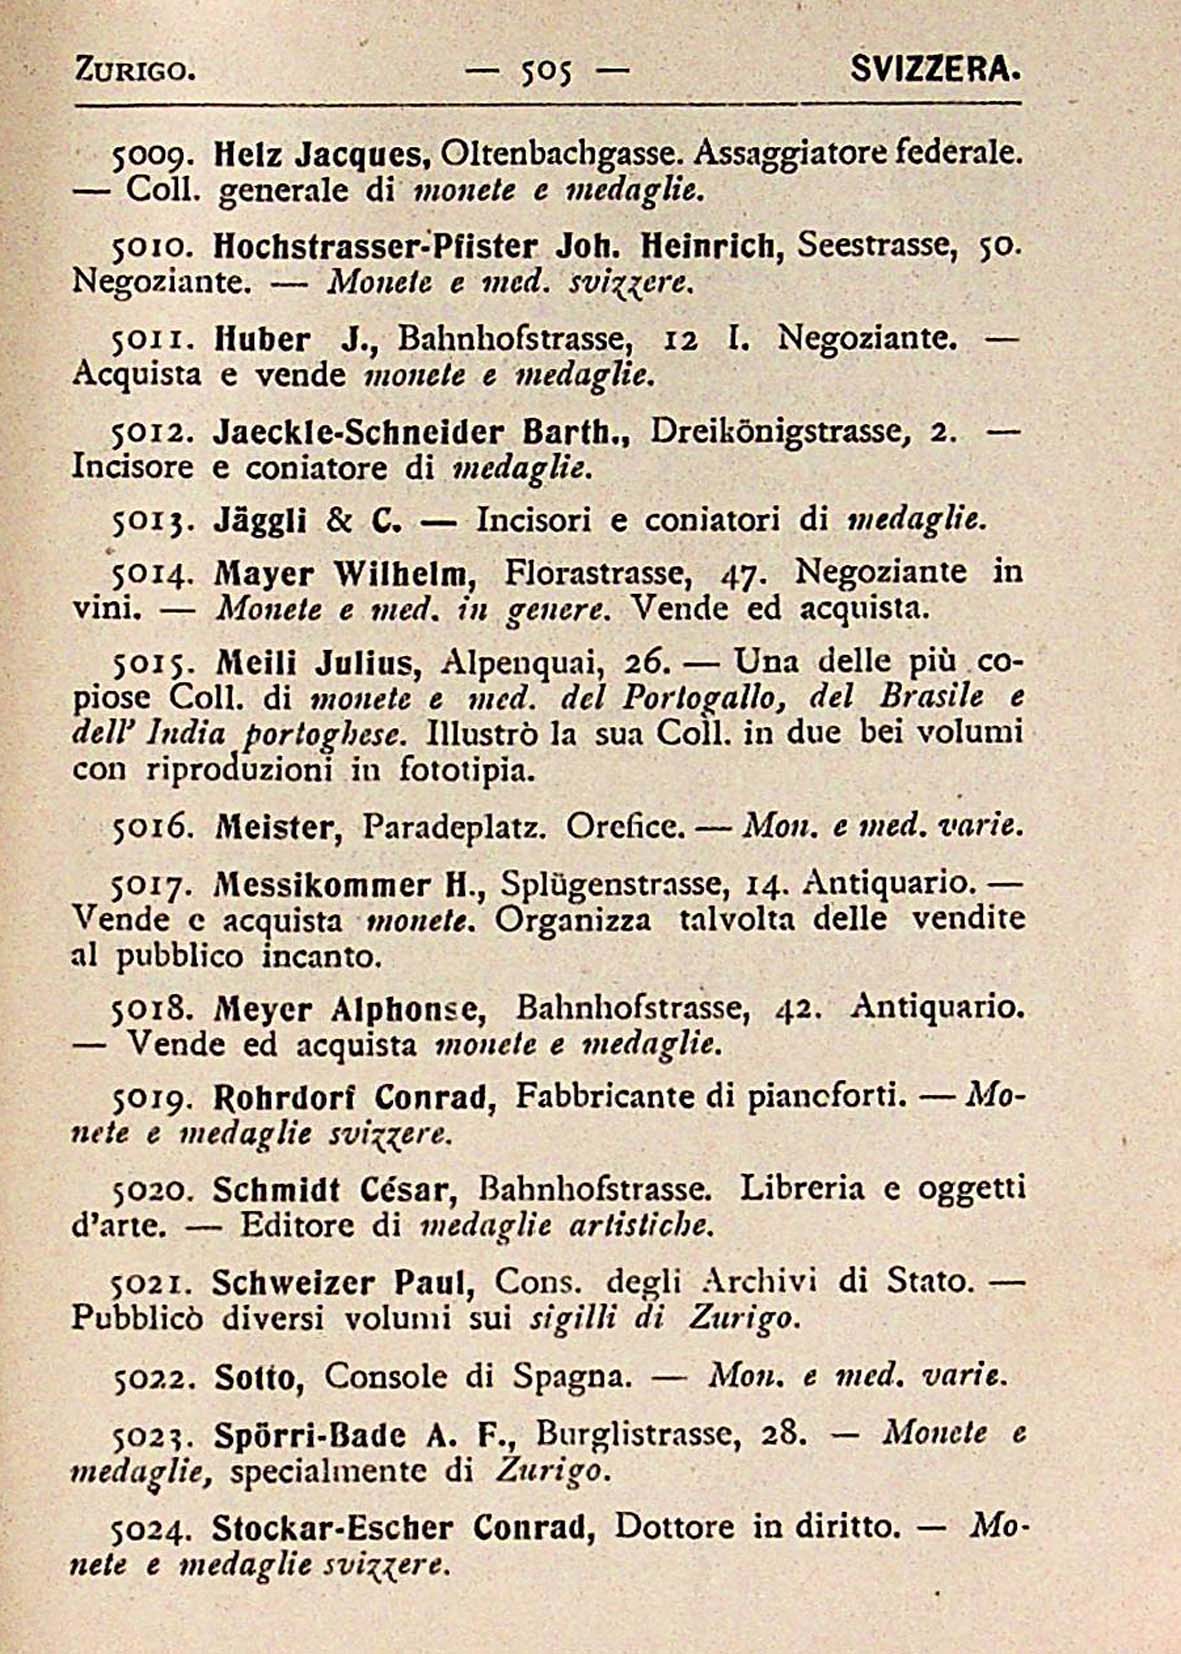 ZURIGO. — 505 — SVIZZERA.
5009. Helz Jacques, Oltenbachgasse. Assaggiatore federale.
— Coll. generale di monete e medaglie.
5010. Hochstrasser-Pfister Joh. Heinrich, Seestrasse, 50.
Negoziante. — Monete e med. svizzere.
5011. Huber J., Bahnhofstrasse, 12 I. Negoziante. —
Acquista e vende monete e medaglie.
5012. Jaeckle-Schneider Barth., Dreikönigstrasse, 2. —
Incisore e coniatore di medaglie.
5013. Jäggli & C. — Incisori e coniatori di medaglie.
5014. Mayer Wilhelm, Florastrasse, 47. Negoziante in
vini. — Monete e med. in genere. Vende ed acquista.
5015. Meili Julius, Alpenquai, 26. — Una delle più co-
piose Coll. di monete e med. del Portogallo, del Brasile e
dell' India portoghese. Illustrò la sua Coll. in due bei volumi
con riproduzioni in fototipia.
5016. Meister, Paradeplatz. Orefice. — Mon. e med. varie.
5017. Messikommer H., Splügenstrasse, 14. Antiquario. —
Vende e acquista monete. Organizza talvolta delle vendite
al pubblico incanto.
5018. Meyer Alphonse, Bahnhofstrasse, 42. Antiquario.
— Vende ed acquista monete e medaglie.
5019. Rohrdorf Conrad, Fabbricante di pianoforti. — Mo-
nete e medaglie svizzere.
5020. Schmidt César, Bahnhofstrasse. Libreria e oggetti
d'arte. — Editore di medaglie artistiche.
5021. Schweizer Paul, Cons. degli Archivi di Stato. —
Pubblicò diversi volumi sui sigilli di Zurigo.
5022. Sotto, Console di Spagna. — Mon. e med. varie.
5023. Spörri-Bade A. F., Burglistrasse, 28. — Monete e
medaglie, specialmente di Zurigo.
5024. Stockar-Escher Conrad, Dottore in diritto. — Mo-
nete e medaglie svizzere.